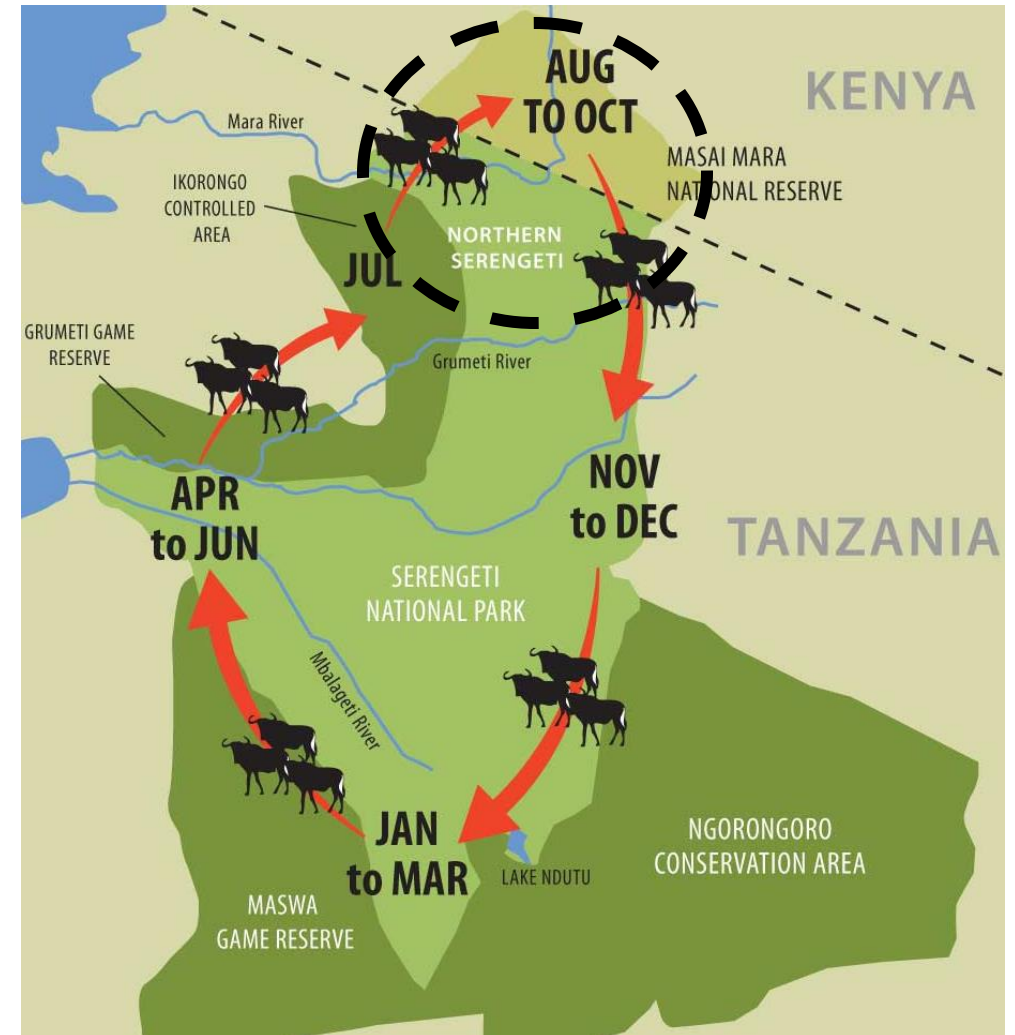 AUG
TO OCT
KENYA
Mara River
MASAI MARA
NATIONAL RESERVE
IKORONGO
CONTROLLED
AREA
NORTHERN
SERENGETI
JUL
GRUMETI GAME
RESERVE
Grumeti River
APR
to JUN
NOV
to DEC
TANZANIA
SERENGETI
NATIONAL PARK
Mbalageti River
JAN
to MAR
LAKE NDUTU
NGORONGORO
CONSERVATION AREA
MASWA
GAME RESERVE